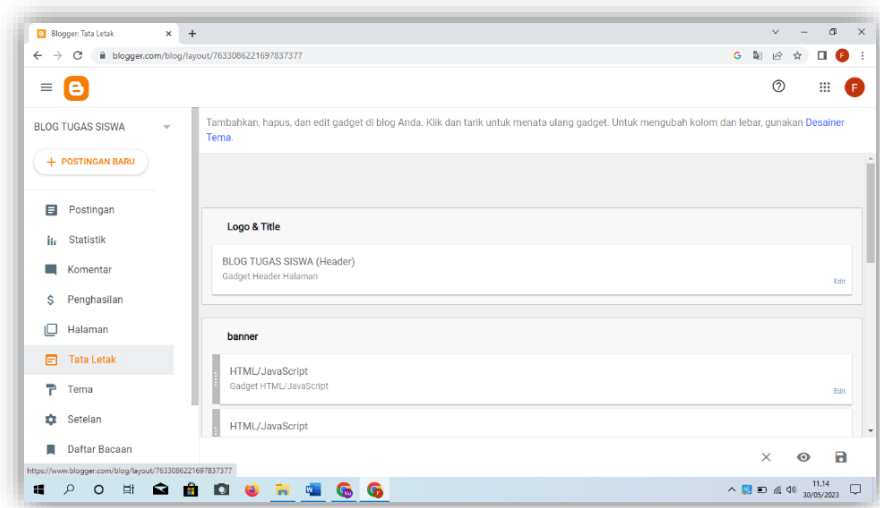 Blogger: Tata Letak
blogger.com/blog/layout/7633086221697837377
F
BLOG TUGAS SISWA
POSTINGAN BARU
Postingan
Statistik
Komentar
Penghasilan
Halaman
Tata Letak
Tema
Setelan
Daftar Bacaan
Tambahkan, hapus, dan edit gadget di blog Anda. Klik dan tarik untuk menata ulang gadget. Untuk mengubah kolom dan lebar, gunakan Desainer
Tema.
Logo & Title
BLOG TUGAS SISWA (Header)
Gadget Header Halaman
Edit
banner
HTML/JavaScript
Gadget HTML/JavaScript
Edit
HTML/JavaScript
https://www.blogger.com/blog/layout/7633086221697837377
11.14
30/05/2023